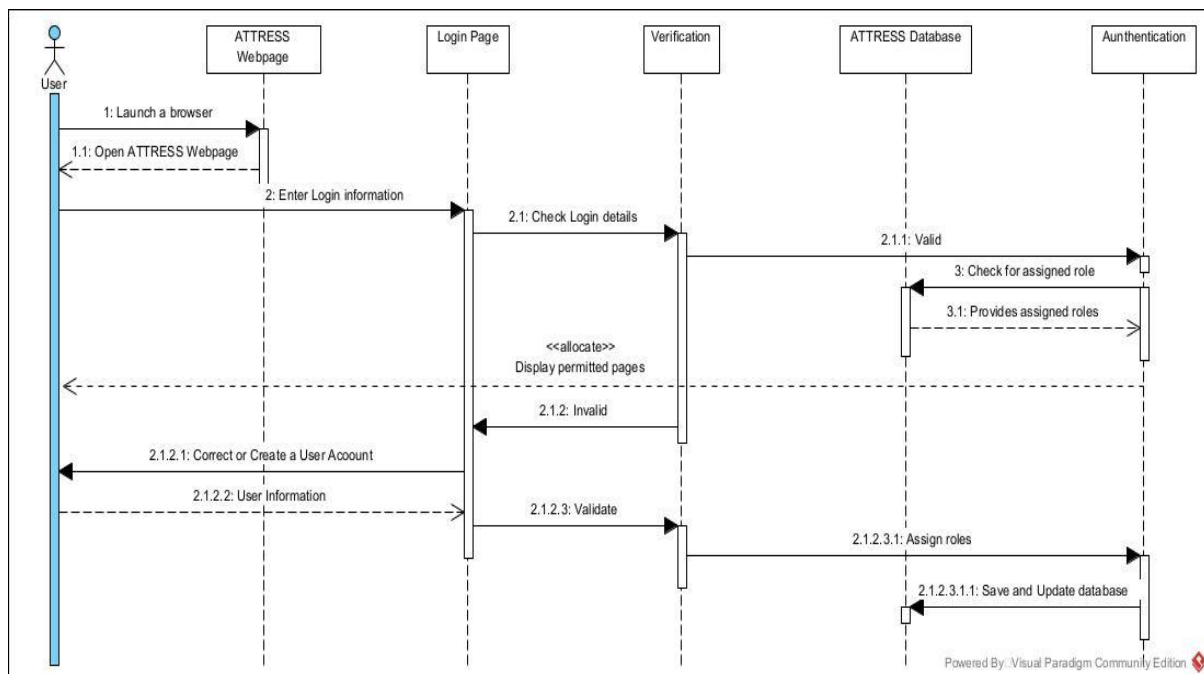 ATTRESS
Webpage
Login Page
Verification
ATTRESS Database
Aunthentication
User
1: Launch a browser
1.1: Open ATTRESS Webpage
2: Enter Login information
2.1: Check Login details
2.1.1: Valid
3: Check for assigned role
3.1: Provides assigned roles
<<allocate>>
Display permitted pages
2.1.2: Invalid
2.1.2.1: Correct or Create a User Account
2.1.2.2: User Information
2.1.2.3: Validate
2.1.2.3.1: Assign roles
2.1.2.3.1.1: Save and Update database
Powered By Visual Paradigm Community Edition